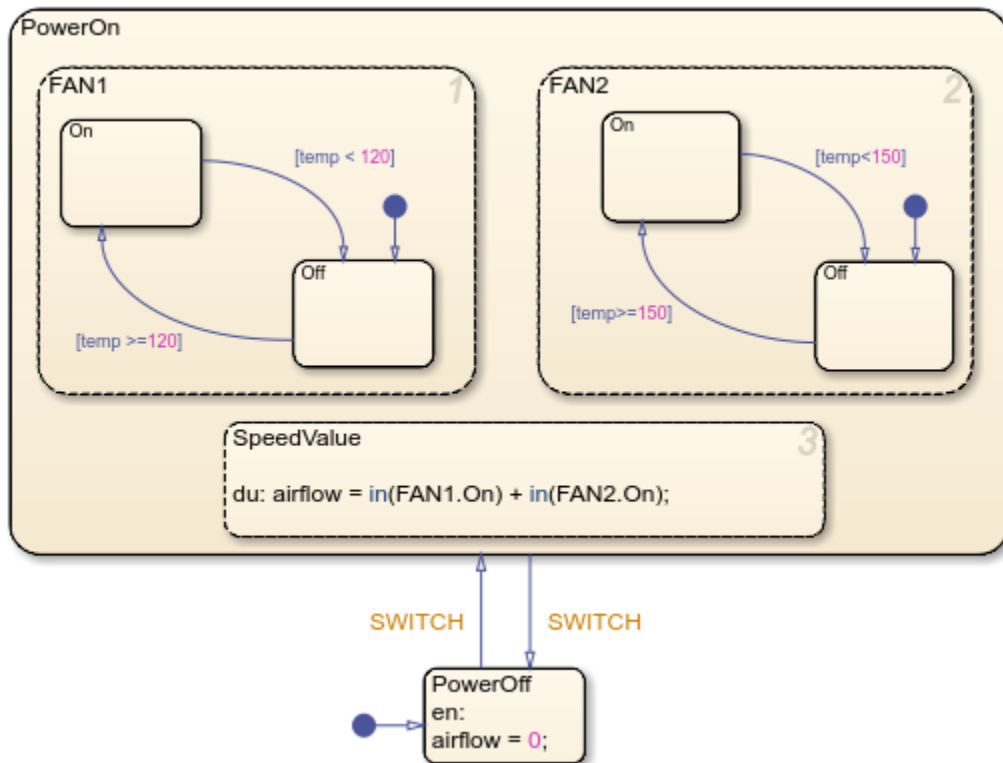 PowerOn
FAN1
1
On
[temp < 120]
Off
[temp >=120]
FAN2
2
On
[temp<150]
Off
[temp>=150]
SpeedValue
3
du: airflow = in(FAN1.On) + in(FAN2.On);
SWITCH
SWITCH
PowerOff
en:
airflow = 0;